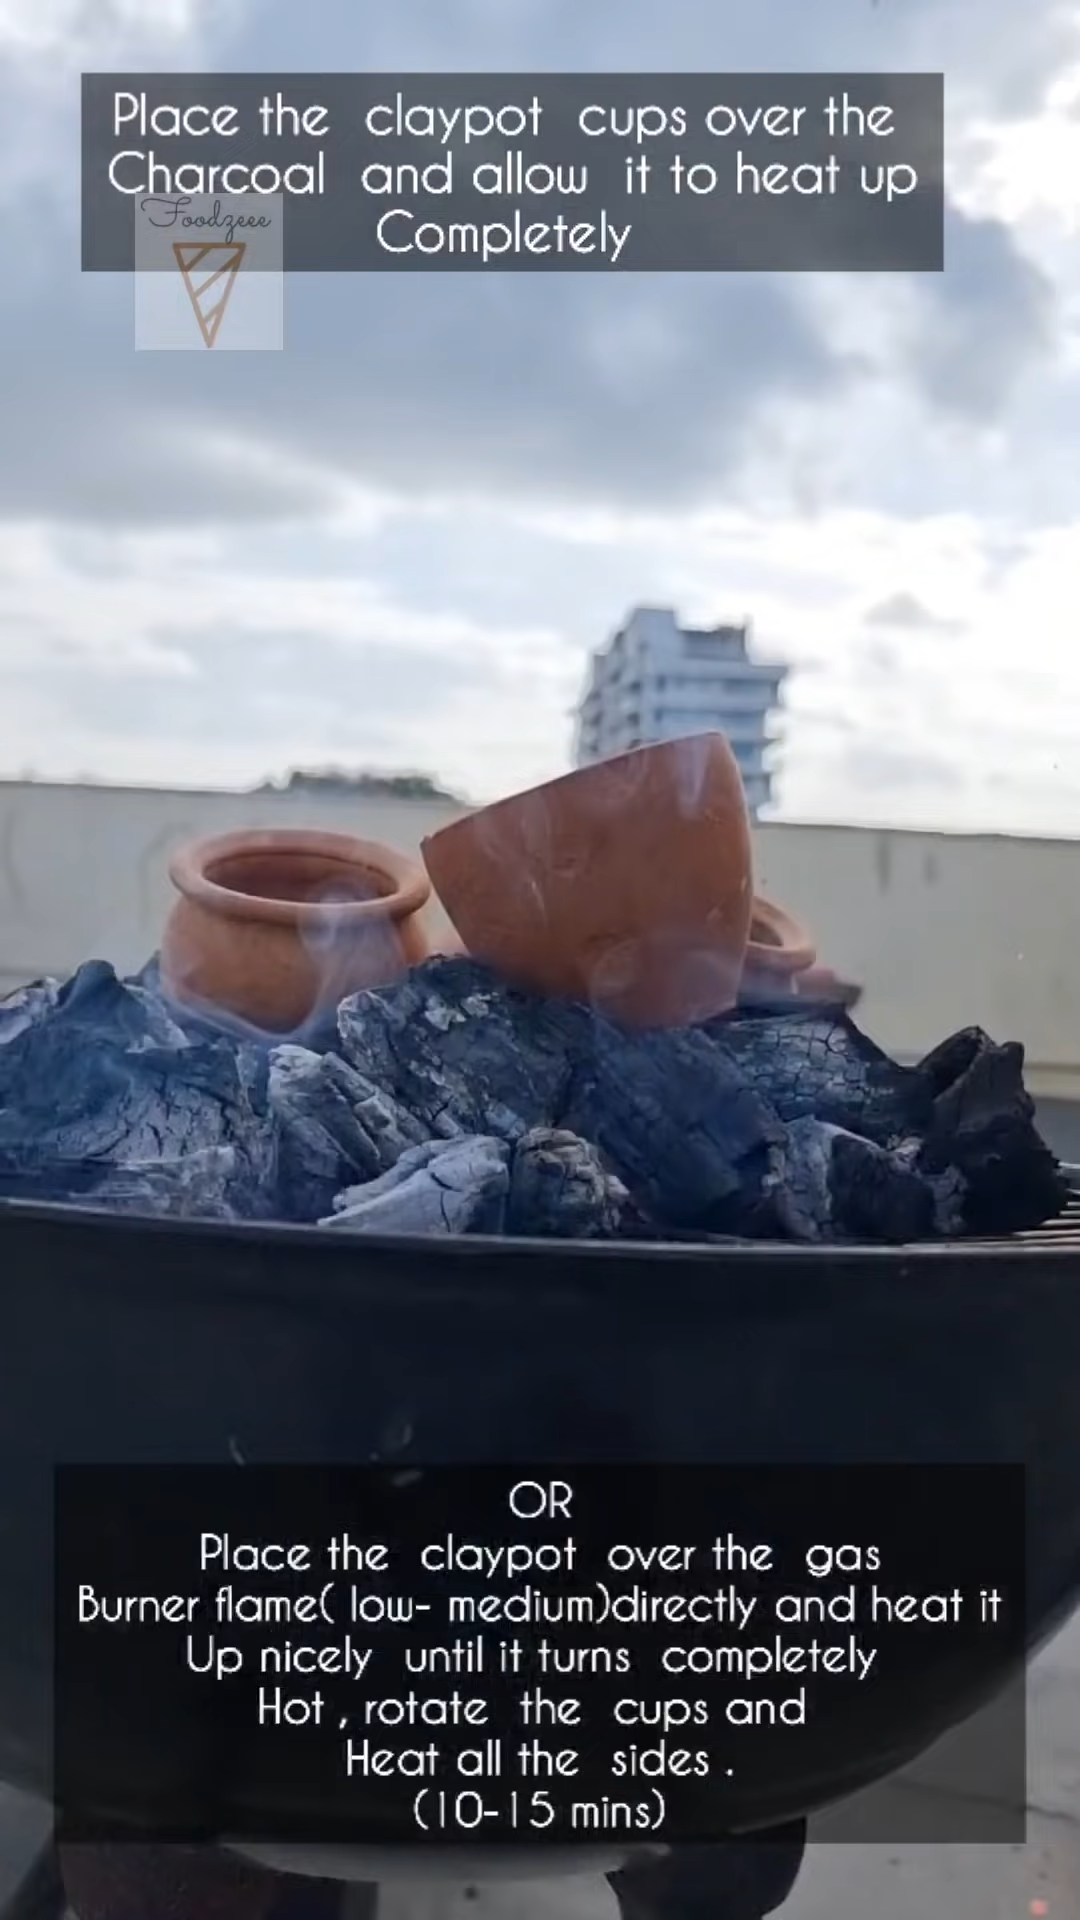 Place the claypot cups over the
Charcoal and allow it to heat up
Completely
Foodzeee
OR
Place the claypot over the gas
Burner flame( low- medium)directly and heat it
Up nicely until it turns completely
Hot , rotate the cups and
Heat all the sides .
(10-15 mins)